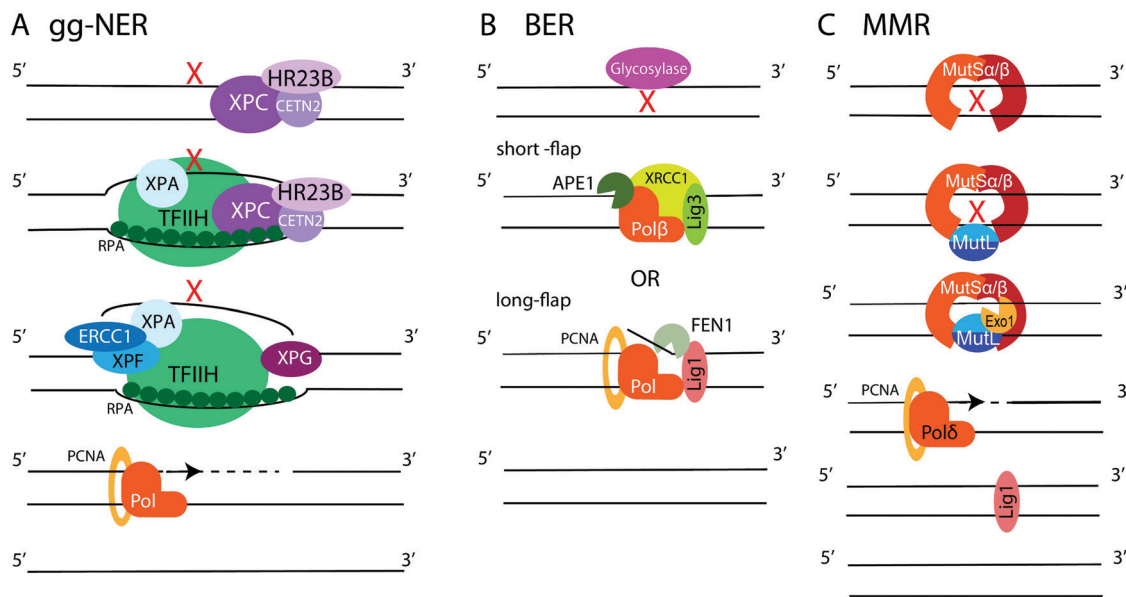 A gg-NER
5′ 3′
X
HR23B
XPC
CETN2
5′ 3′
X
XPA
HR23B
XPC
TFIIH
CETN2
RPA
5′ 3′
X
XPA
ERCC1
XPF
XPG
TFIIH
RPA
5′ 3′
PCNA
Pol
5′ 3′
B BER
5′ 3′
Glycosylase
X
short -flap
5′ 3′
APE1
XRCC1
Lig3
Polβ
OR
long-flap
5′ 3′
PCNA
FEN1
Pol
Lig1
5′ 3′
C MMR
5′ 3′
MutSα/β
X
5′ 3′
MutSα/β
X
MutL
5′ 3′
MutSα/β
Exo1
MutL
5′ 3′
PCNA
Polδ
5′ 3′
Lig1
5′ 3′